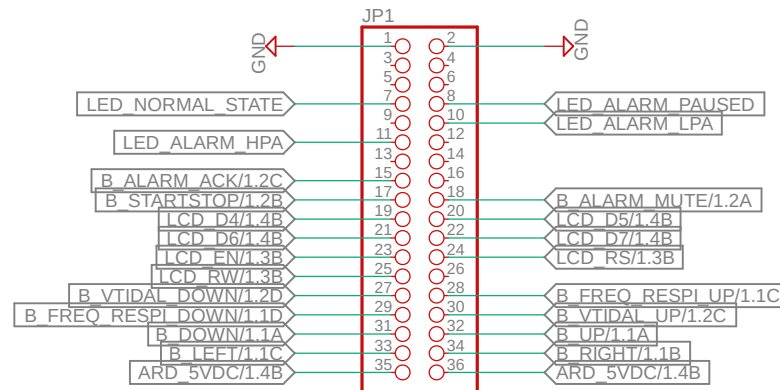 JP1
GND 1 2 GND
3 4
5 6
LED_NORMAL_STATE 7 8 LED_ALARM_PAUSED
9 10 LED_ALARM_LPA
LED_ALARM_HPA 11 12
13 14
B_ALARM_ACK/1.2C 15 16
B_STARTSTOP/1.2B 17 18 B_ALARM_MUTE/1.2A
LCD_D4/1.4B 19 20 LCD_D5/1.4B
LCD_D6/1.4B 21 22 LCD_D7/1.4B
LCD_EN/1.3B 23 24 LCD_RS/1.3B
LCD_RW/1.3B 25 26
B_VTIDAL_DOWN/1.2D 27 28 B_FREQ_RESPI_UP/1.1C
B_FREQ_RESPI_DOWN/1.1D 29 30 B_VTIDAL_UP/1.2C
B_DOWN/1.1A 31 32 B_UP/1.1A
B_LEFT/1.1C 33 34 B_RIGHT/1.1B
ARD_5VDC/1.4B 35 36 ARD_5VDC/1.4B